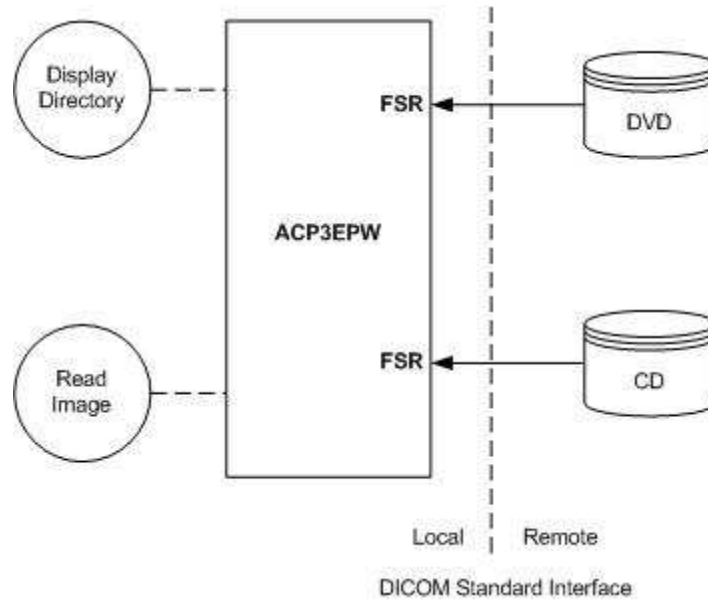 Display
Directory
FSR
DVD
ACP3EPW
Read
Image
FSR
CD
Local
Remote
DICOM Standard Interface